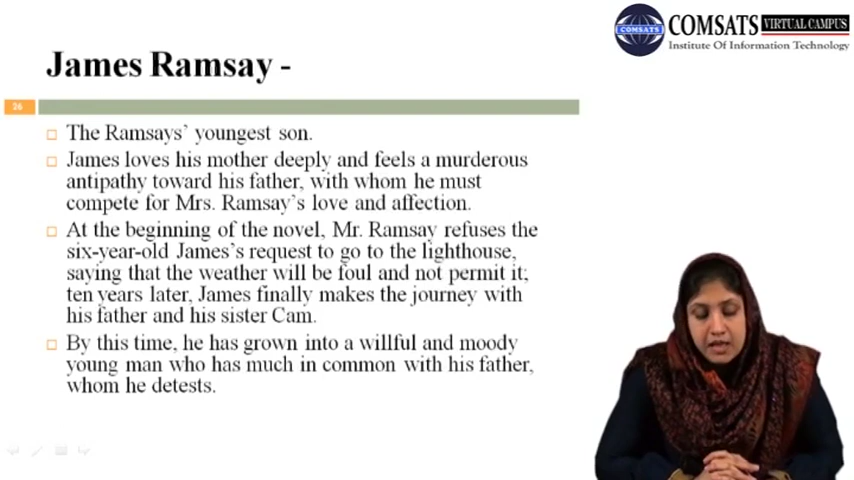 COMSATS VIRTUAL CAMPUS
COMSATS
Institute Of Information Technology
James Ramsay -
26
The Ramsays' youngest son.
James loves his mother deeply and feels a murderous
antipathy toward his father, with whom he must
compete for Mrs. Ramsay's love and affection.
At the beginning of the novel, Mr. Ramsay refuses the
six-year-old James's request to go to the lighthouse,
saying that the weather will be foul and not permit it;
ten years later, James finally makes the journey with
his father and his sister Cam.
By this time, he has grown into a willful and moody
young man who has much in common with his father,
whom he detests.